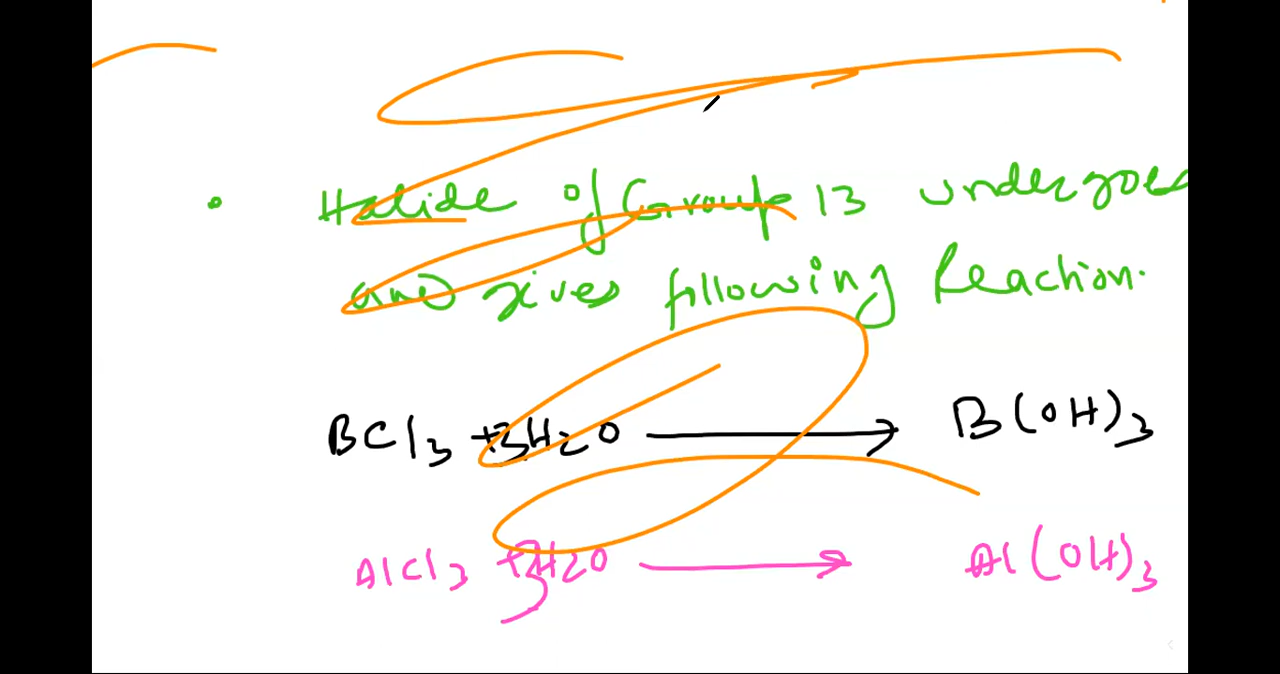 • Halide of Group 13 undergoes
and gives following Reaction.
BCl3 +3H2O ⟶ B(OH)3
AlCl3 +3H2O ⟶ Al(OH)3